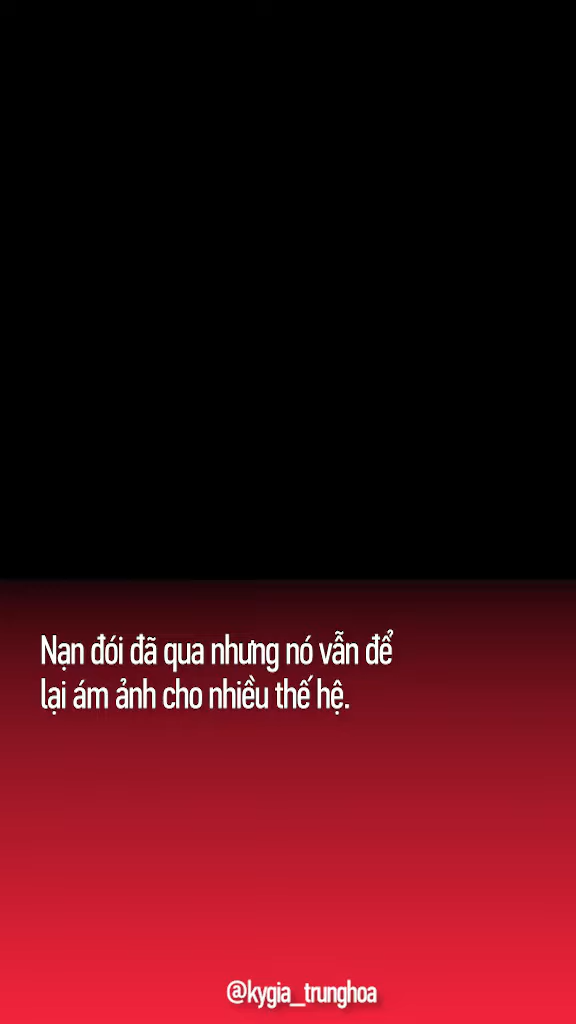 Nạn đói đã qua nhưng nó vẫn để
lại ám ảnh cho nhiều thế hệ.
@kygia_trunghoa